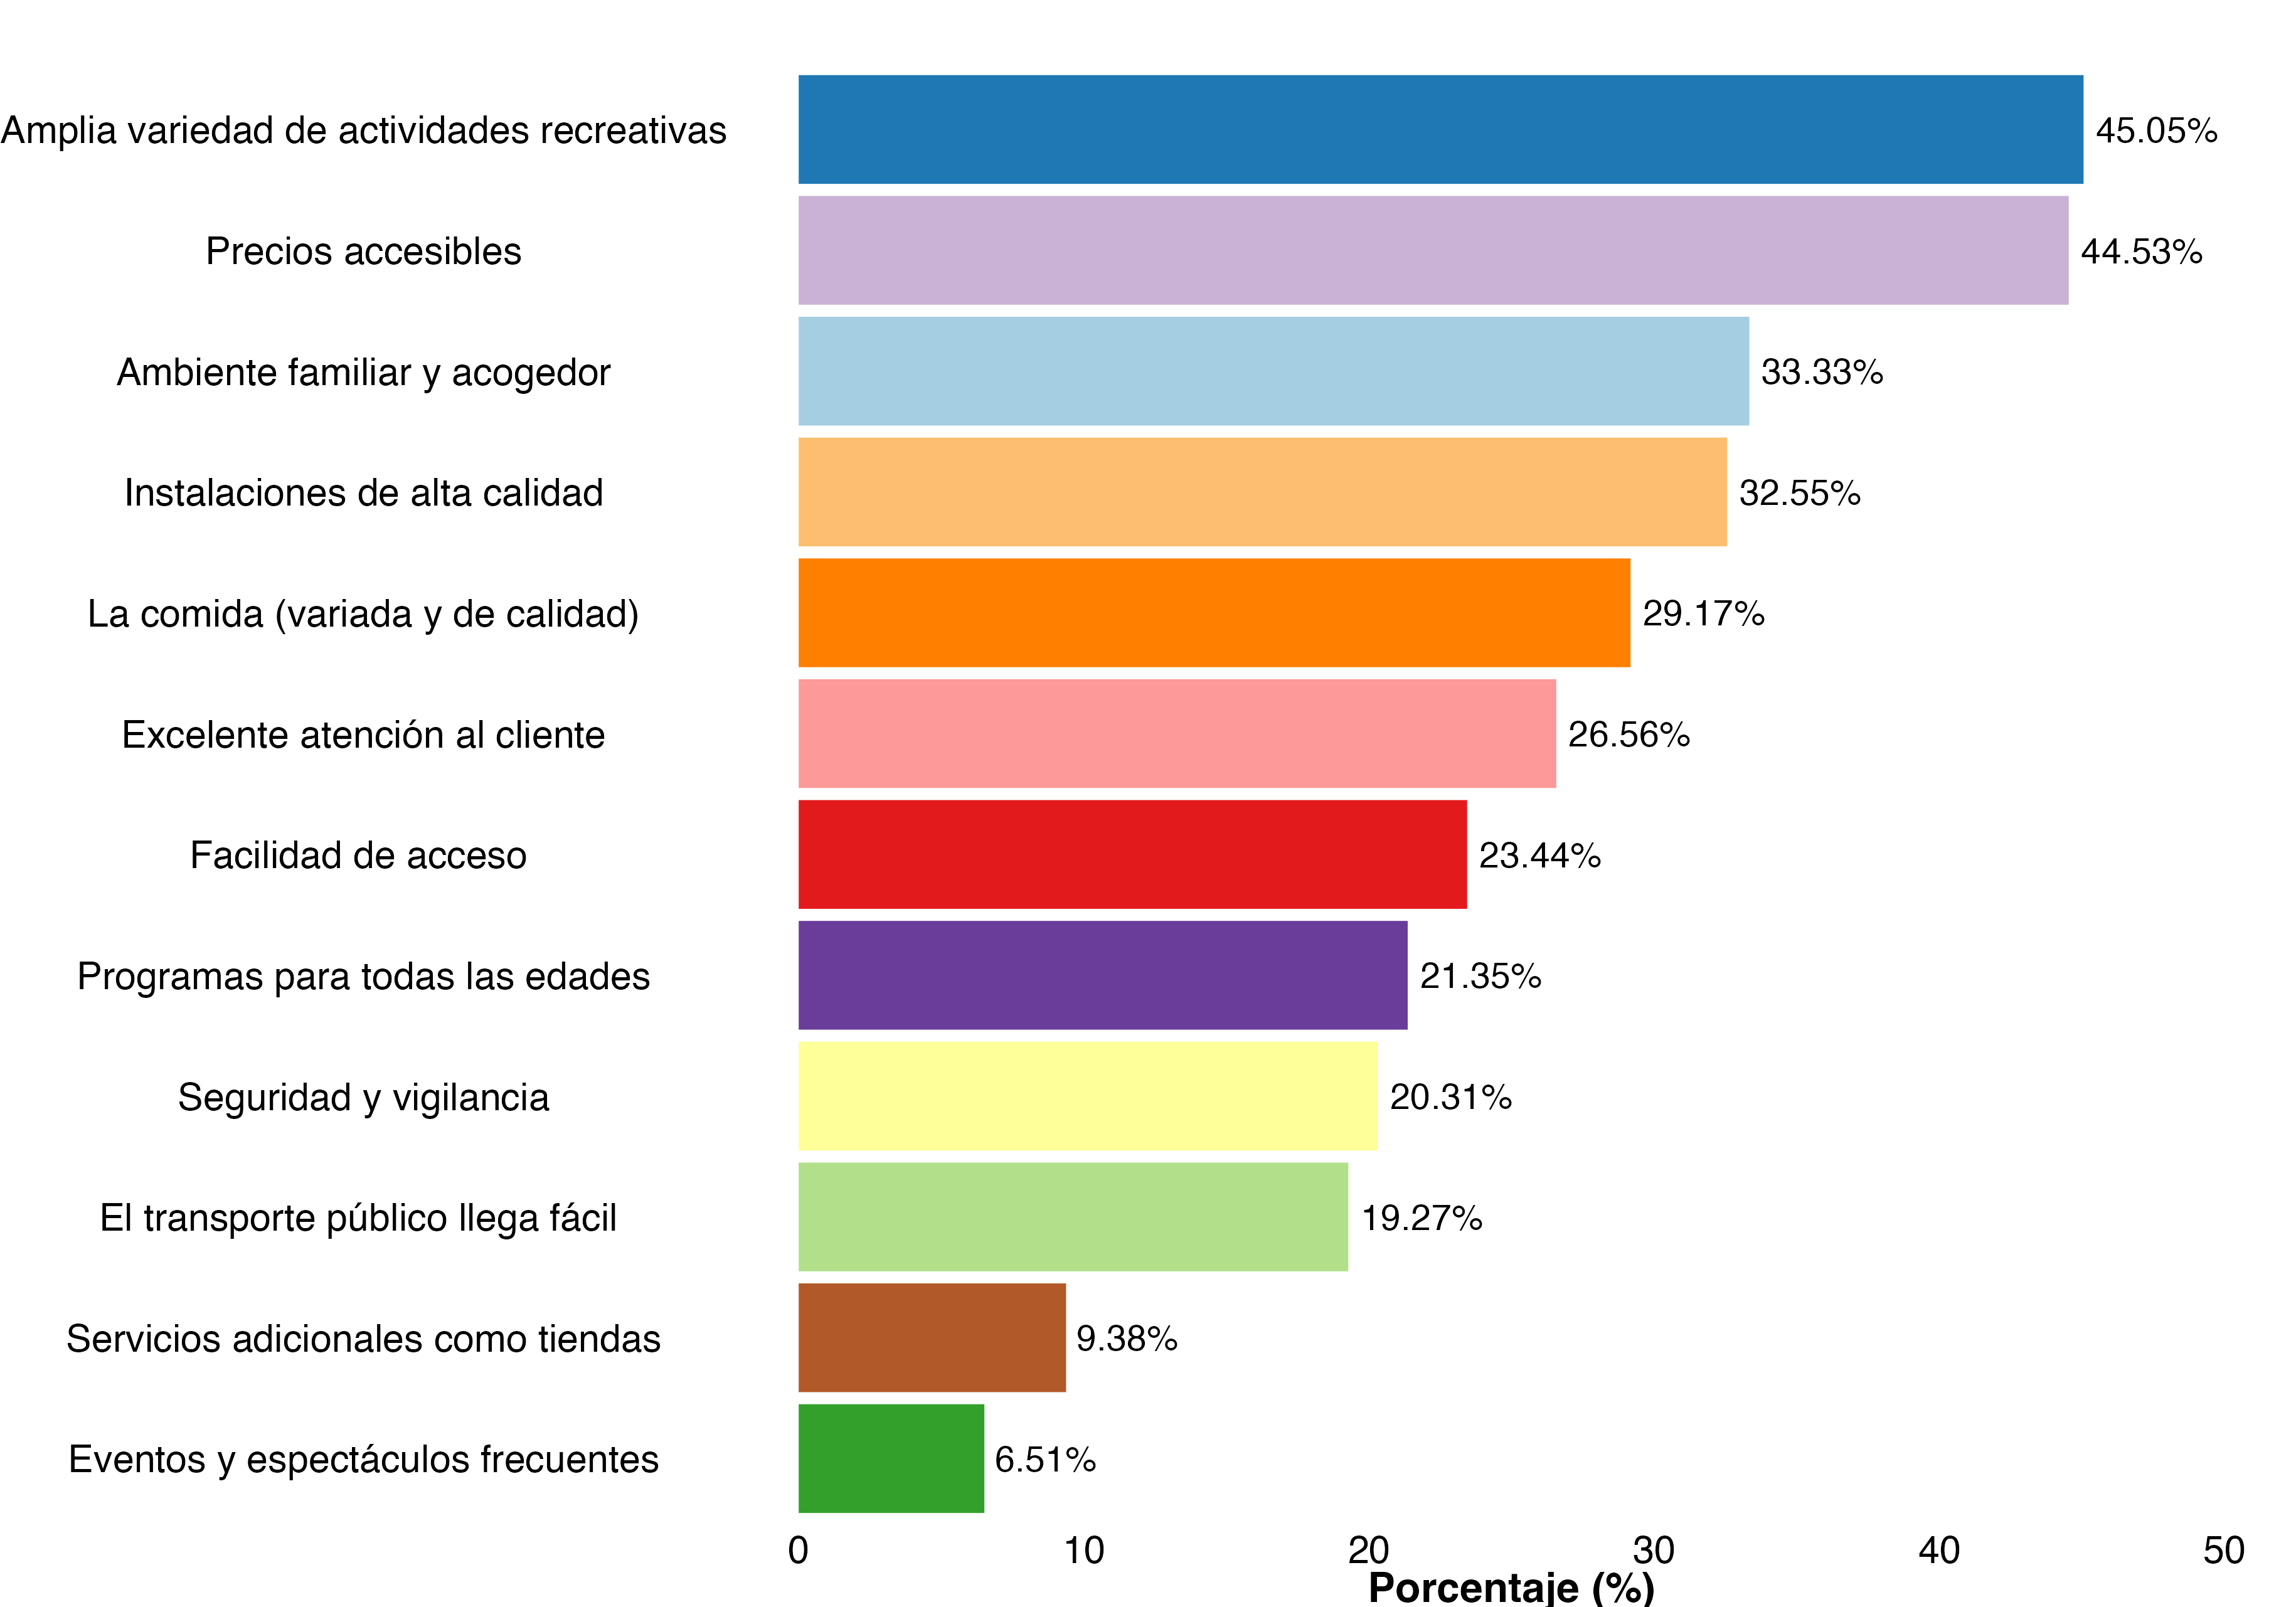 Amplia variedad de actividades recreativas 45.05%
Precios accesibles 44.53%
Ambiente familiar y acogedor 33.33%
Instalaciones de alta calidad 32.55%
La comida (variada y de calidad) 29.17%
Excelente atención al cliente 26.56%
Facilidad de acceso 23.44%
Programas para todas las edades 21.35%
Seguridad y vigilancia 20.31%
El transporte público llega fácil 19.27%
Servicios adicionales como tiendas 9.38%
Eventos y espectáculos frecuentes 6.51%
0 10 20 30 40 50
Porcentaje (%)